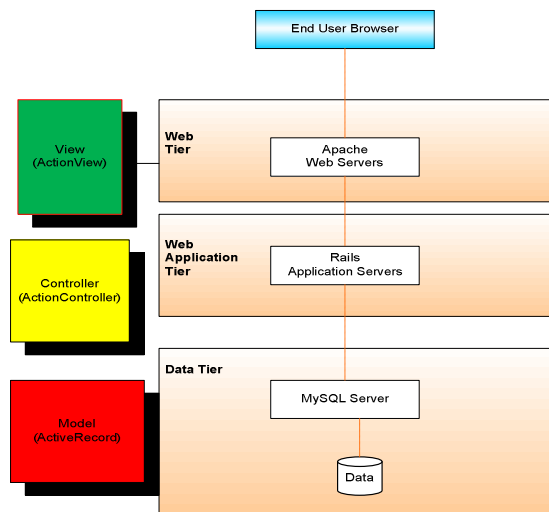 End User Browser
View
(ActionView)
Web
Tier
Apache
Web Servers
Web
Application
Tier
Rails
Application Servers
Controller
(ActionController)
Data Tier
MySQL Server
Model
(ActiveRecord)
Data